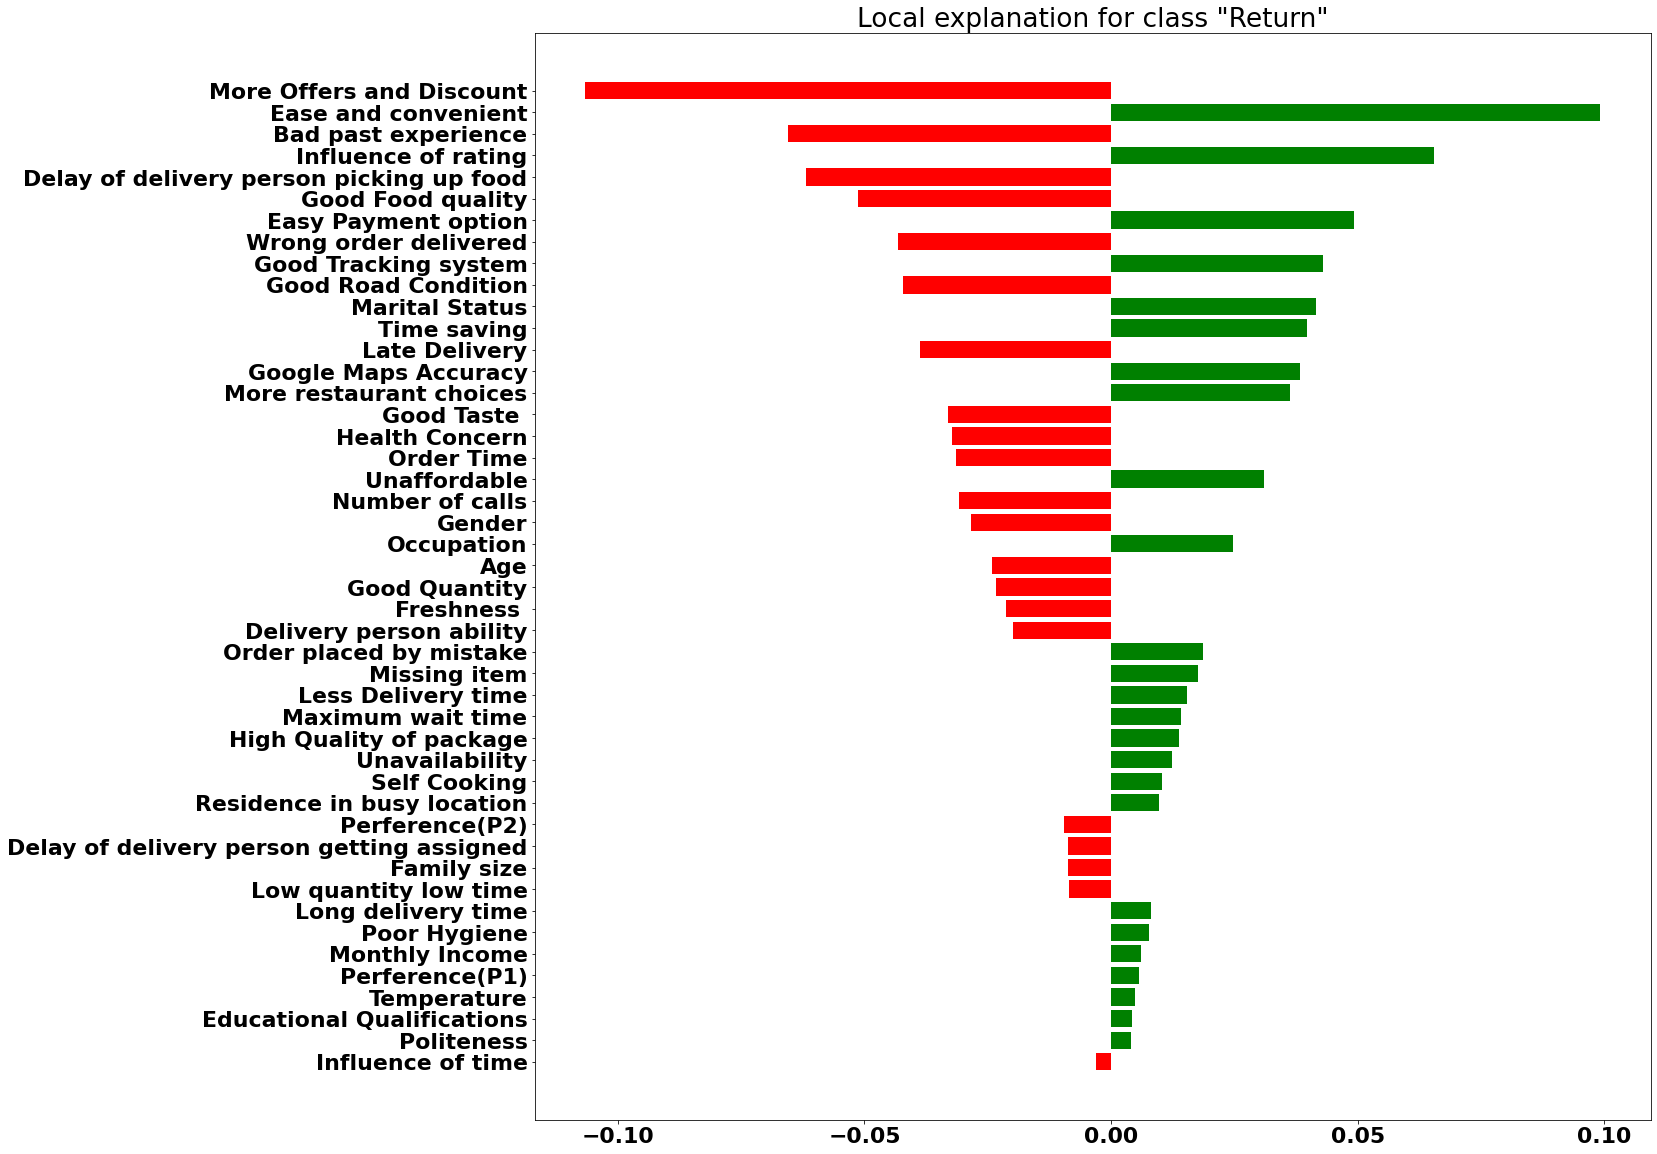 Local explanation for class "Return"
More Offers and Discount
Ease and convenient
Bad past experience
Influence of rating
Delay of delivery person picking up food
Good Food quality
Easy Payment option
Wrong order delivered
Good Tracking system
Good Road Condition
Marital Status
Time saving
Late Delivery
Google Maps Accuracy
More restaurant choices
Good Taste
Health Concern
Order Time
Unaffordable
Number of calls
Gender
Occupation
Age
Good Quantity
Freshness
Delivery person ability
Order placed by mistake
Missing item
Less Delivery time
Maximum wait time
High Quality of package
Unavailability
Self Cooking
Residence in busy location
Perference(P2)
Delay of delivery person getting assigned
Family size
Low quantity low time
Long delivery time
Poor Hygiene
Monthly Income
Perference(P1)
Temperature
Educational Qualifications
Politeness
Influence of time
−0.10 −0.05 0.00 0.05 0.10